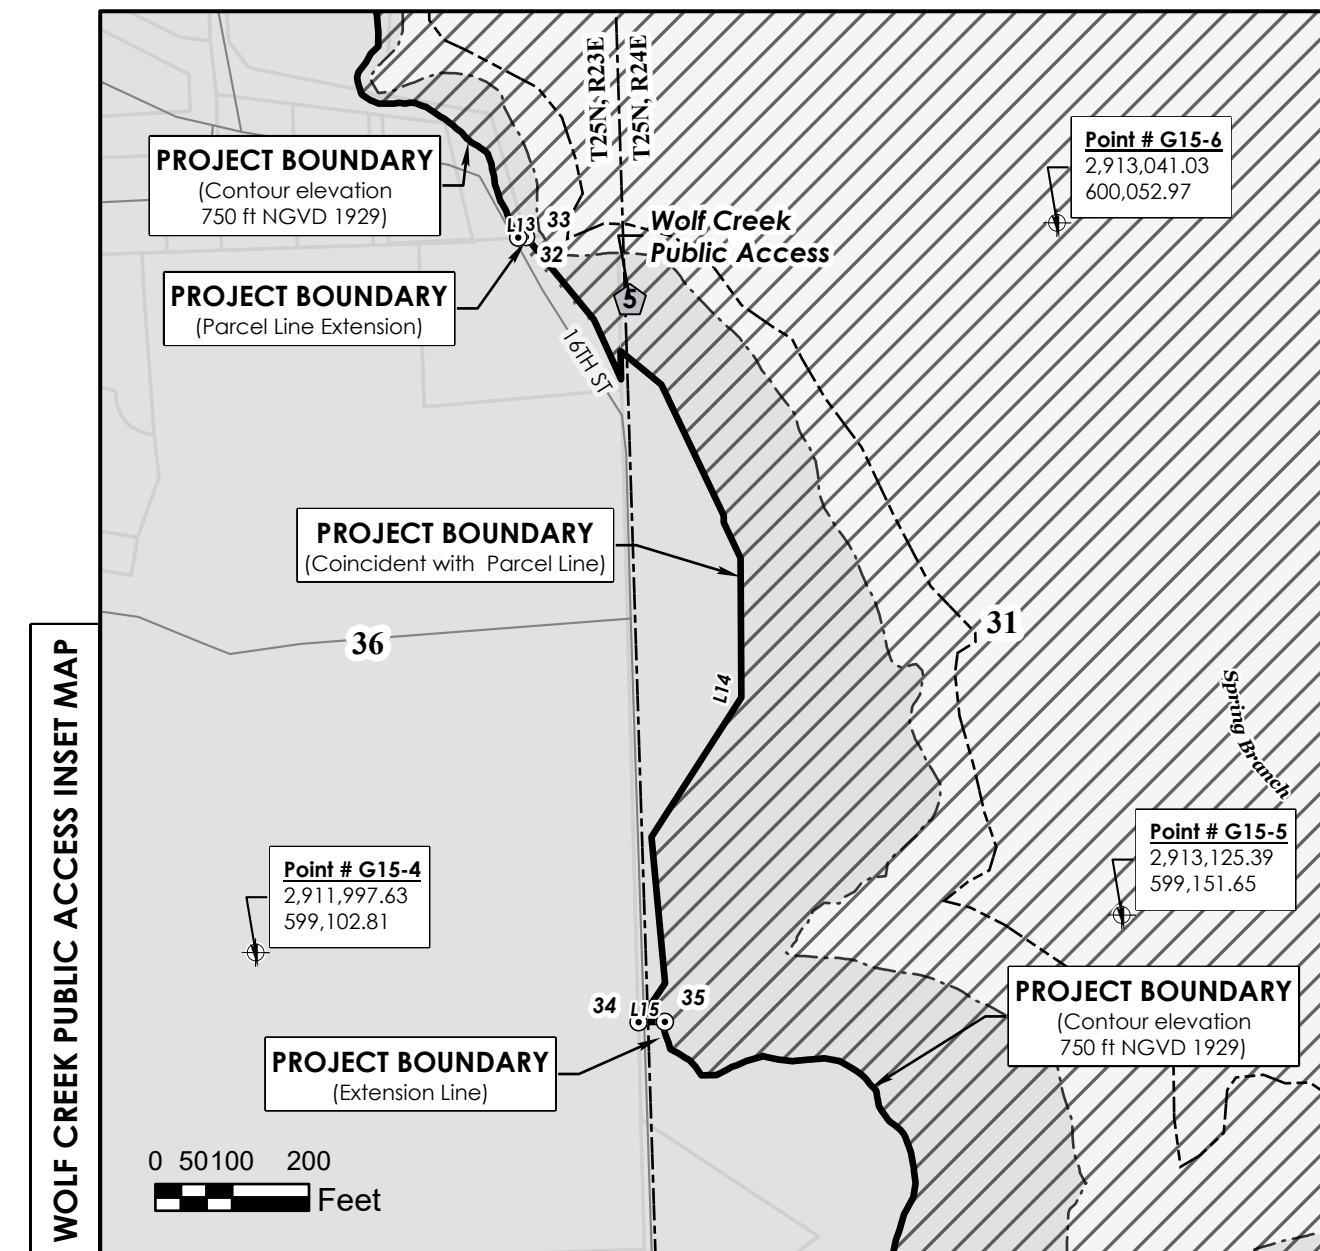 T25N, R23E
T25N, R24E
Point # G15-6
2,913,041.03
600,052.97
PROJECT BOUNDARY
(Contour elevation
750 ft NGVD 1929)
L13
33
32
Wolf Creek
Public Access
5
PROJECT BOUNDARY
(Parcel Line Extension)
16TH ST
PROJECT BOUNDARY
(Coincident with Parcel Line)
36
31
L14
Spring Branch
WOLF CREEK PUBLIC ACCESS INSET MAP
Point # G15-5
2,913,125.39
599,151.65
Point # G15-4
2,911,997.63
599,102.81
34
L15
35
PROJECT BOUNDARY
(Contour elevation
750 ft NGVD 1929)
PROJECT BOUNDARY
(Extension Line)
0 50 100 200
Feet